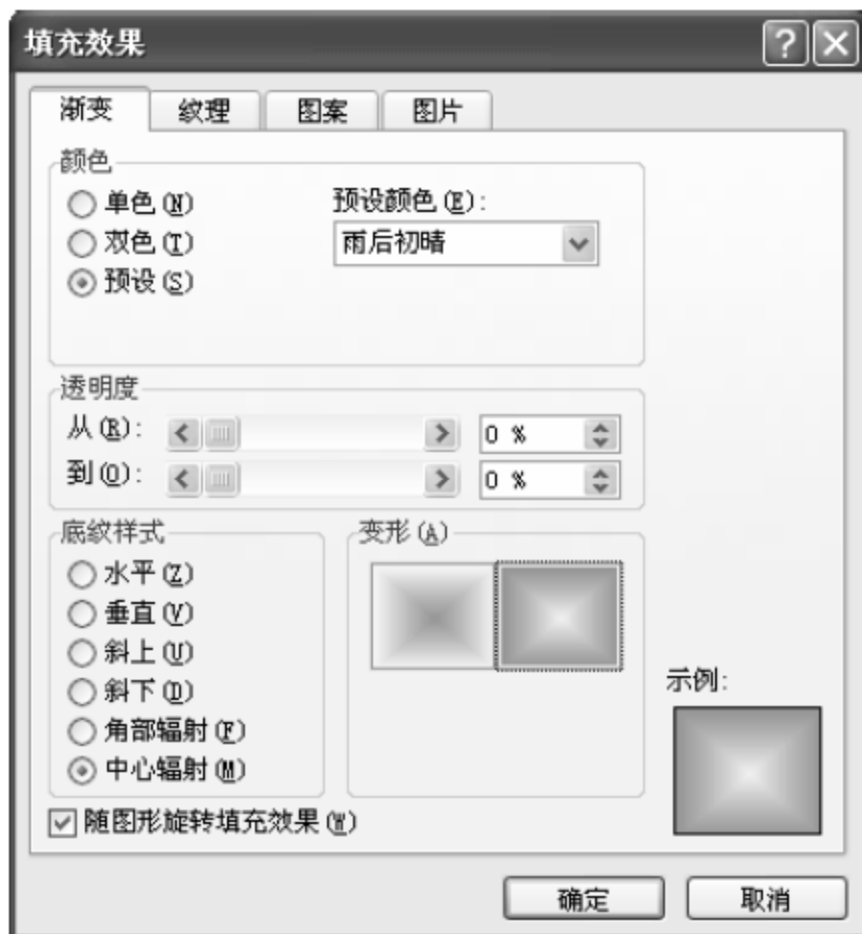 填充效果
渐变 纹理 图案 图片
颜色
单色(N) 预设颜色(E):
双色(T) 雨后初晴
预设(S)
透明度
从(R): 0 %
到(O): 0 %
底纹样式 变形(A)
水平(Z)
垂直(V)
斜上(U)
斜下(D)
角部辐射(F)
中心辐射(M)
示例:
随图形旋转填充效果(W)
确定 取消